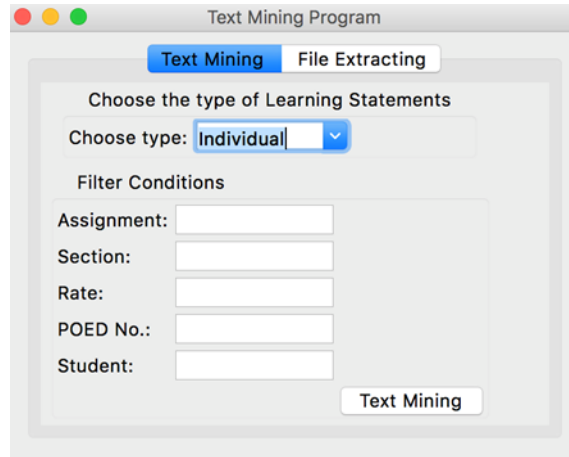 Text Mining Program
Text Mining File Extracting
Choose the type of Learning Statements
Choose type: Individual
Filter Conditions
Assignment:
Section:
Rate:
POED No.:
Student:
Text Mining